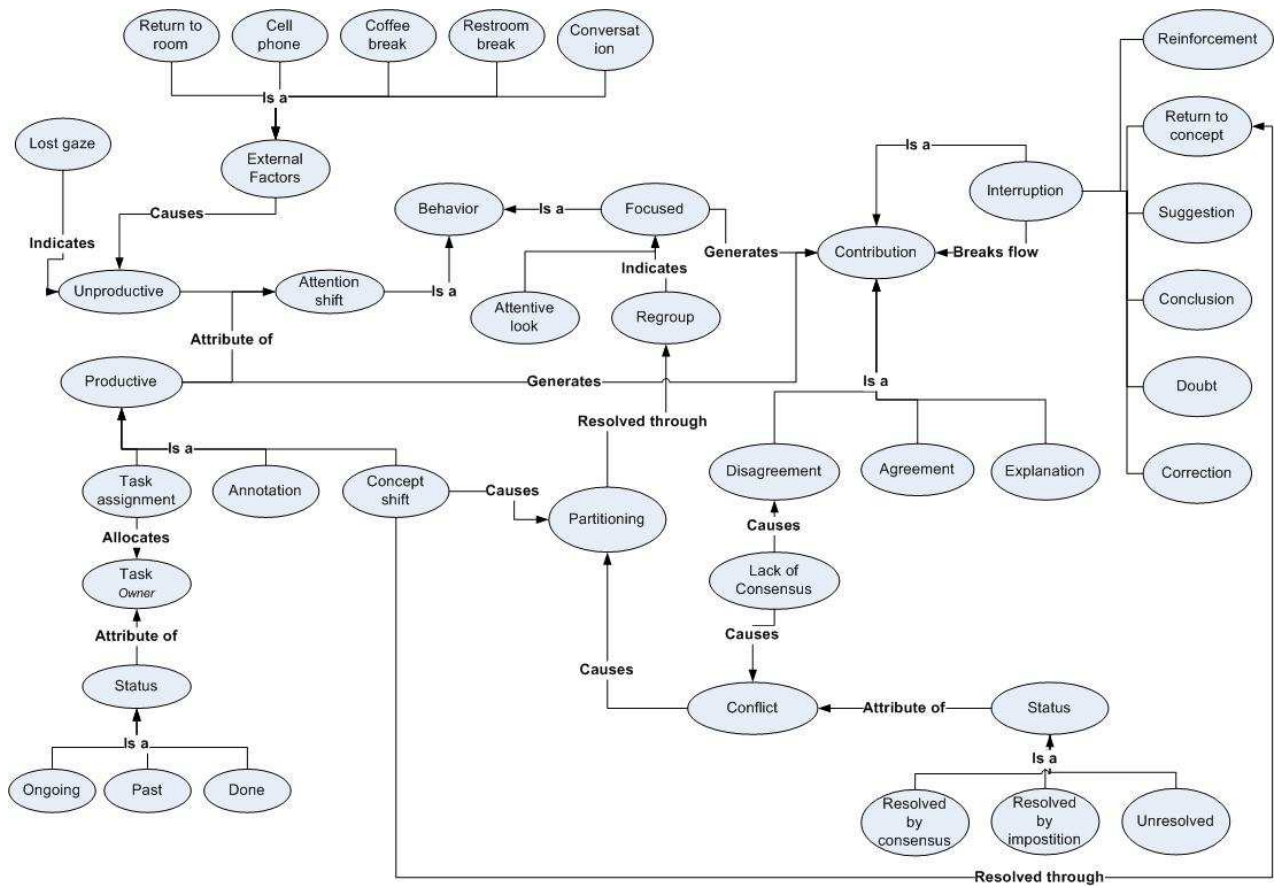 Return to
room
Cell
phone
Coffee
break
Restroom
break
Conversat
ion
Reinforcement
Is a
Lost gaze
External
Factors
Return to
concept
Is a
Interruption
Causes
Behavior
Is a
Focused
Suggestion
Indicates
Generates
Contribution
Breaks flow
Indicates
Unproductive
Attention
shift
Is a
Attentive
look
Regroup
Conclusion
Attribute of
Productive
Generates
Is a
Doubt
Resolved through
Is a
Task
assignment
Annotation
Concept
shift
Causes
Disagreement
Agreement
Explanation
Correction
Partitioning
Causes
Allocates
Task
Owner
Lack of
Consensus
Attribute of
Causes
Causes
Status
Conflict
Attribute of
Status
Is a
Is a
Ongoing
Past
Done
Resolved
by
consensus
Resolved
by
impostition
Unresolved
Resolved through